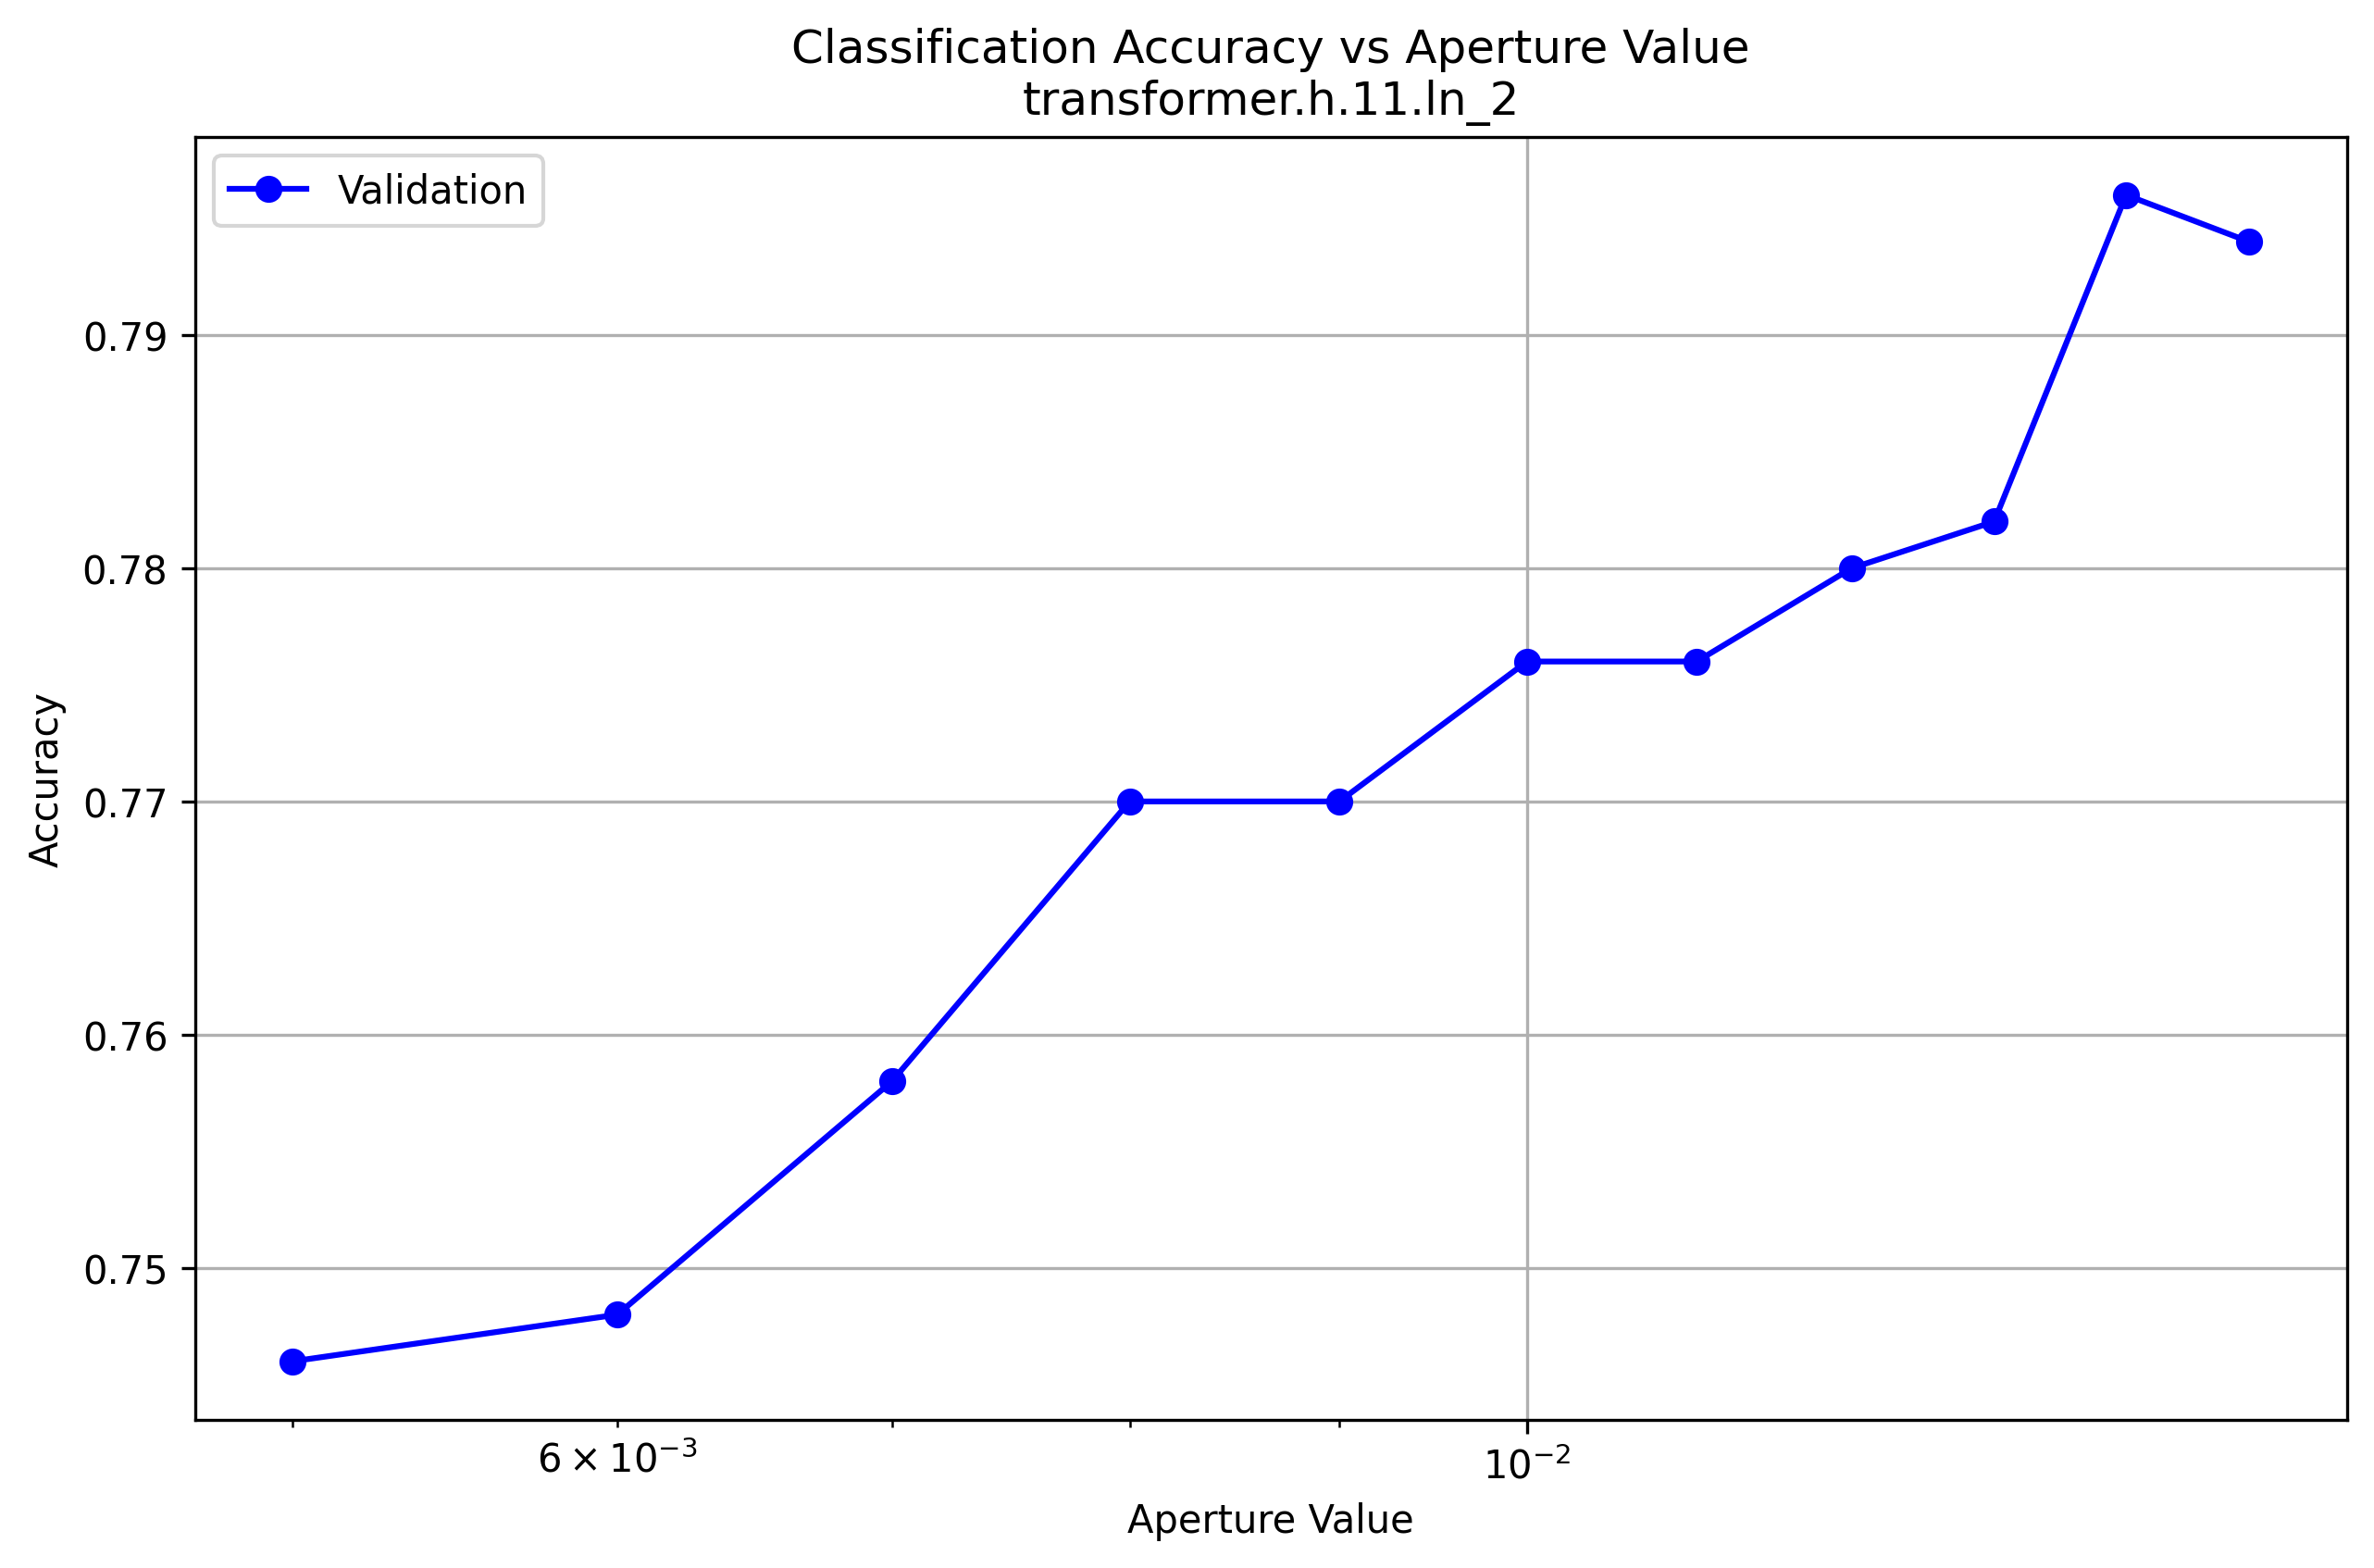 Classification Accuracy vs Aperture Value
transformer.h.11.ln_2
Validation
0.79
0.78
0.77
0.76
0.75
Accuracy
6 × 10⁻³
10⁻²
Aperture Value